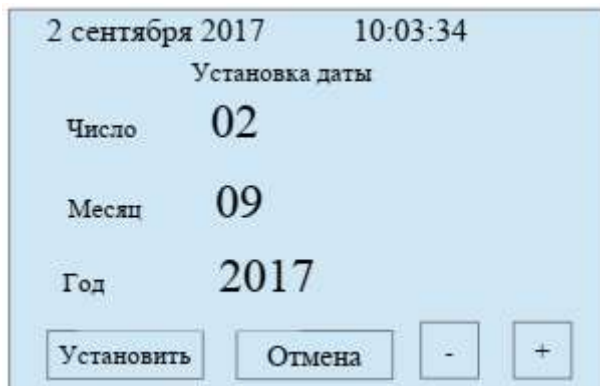 2 сентября 2017 10:03:34
Установка даты
Число 02
Месяц 09
Год 2017
Установить Отмена - +